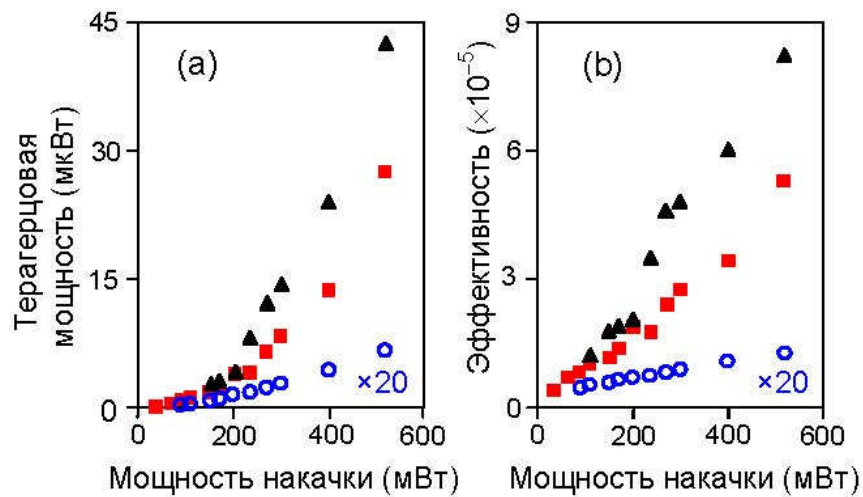 (a)
45
30
15
0
Терагерцовая
мощность (мкВт)
×20
0 200 400 600
Мощность накачки (мВт)
(b)
9
6
3
0
Эффективность (×10⁻⁵)
×20
0 200 400 600
Мощность накачки (мВт)